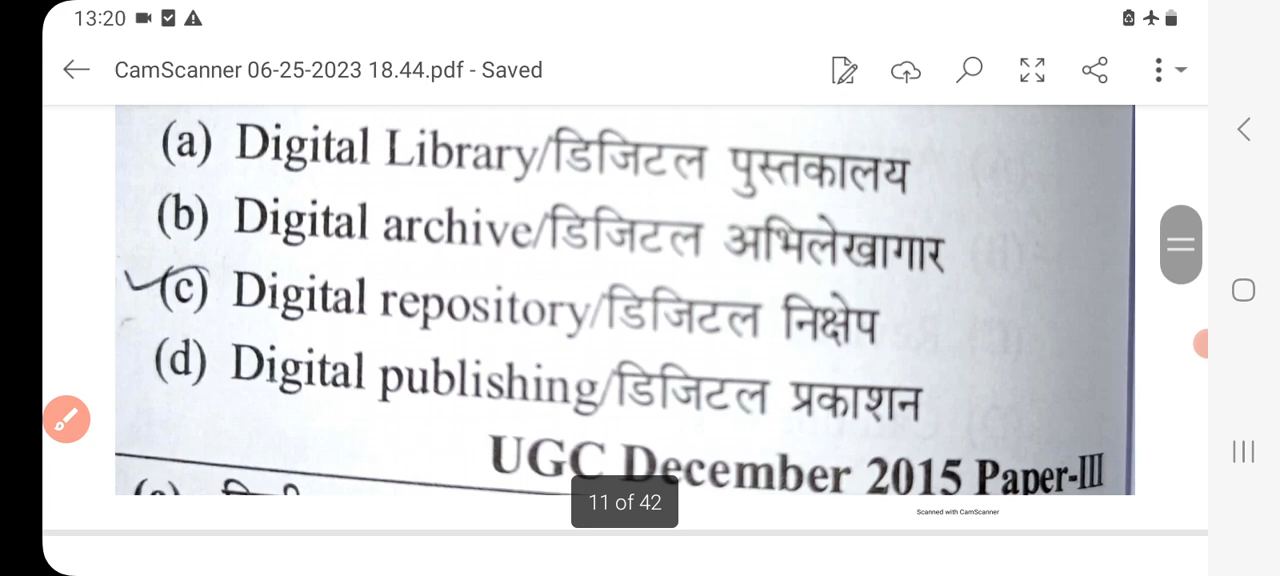 13:20
CamScanner 06-25-2023 18.44.pdf - Saved
(a) Digital Library/डिजिटल पुस्तकालय
(b) Digital archive/डिजिटल अभिलेखागार
(c) Digital repository/डिजिटल निक्षेप
(d) Digital publishing/डिजिटल प्रकाशन
UGC December 2015 Paper-III
11 of 42
Scanned with CamScanner